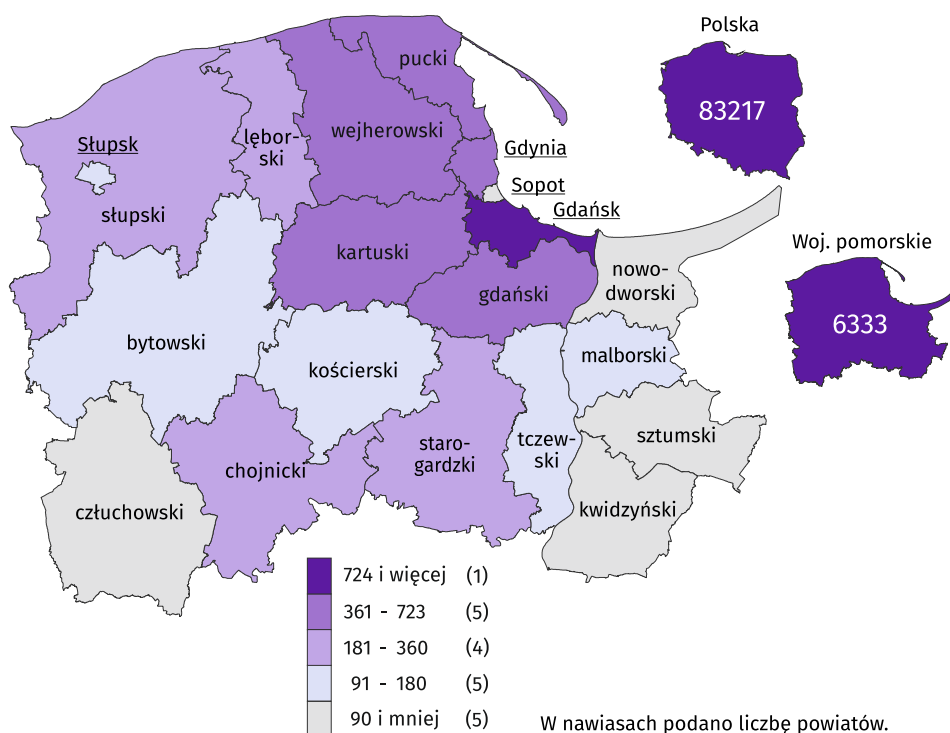 Polska
83217
pucki
wejherowski
lębor-
ski
Słupsk
słupski
Gdynia
Sopot
Gdańsk
Woj. pomorskie
6333
kartuski
gdański
nowo-
dworski
bytowski
kościerski
malborski
staro-
gardzki
tczew-
ski
sztumski
chojnicki
człuchowski
kwidzyński
724 i więcej (1)
361 - 723 (5)
181 - 360 (4)
91 - 180 (5)
90 i mniej (5)
W nawiasach podano liczbę powiatów.